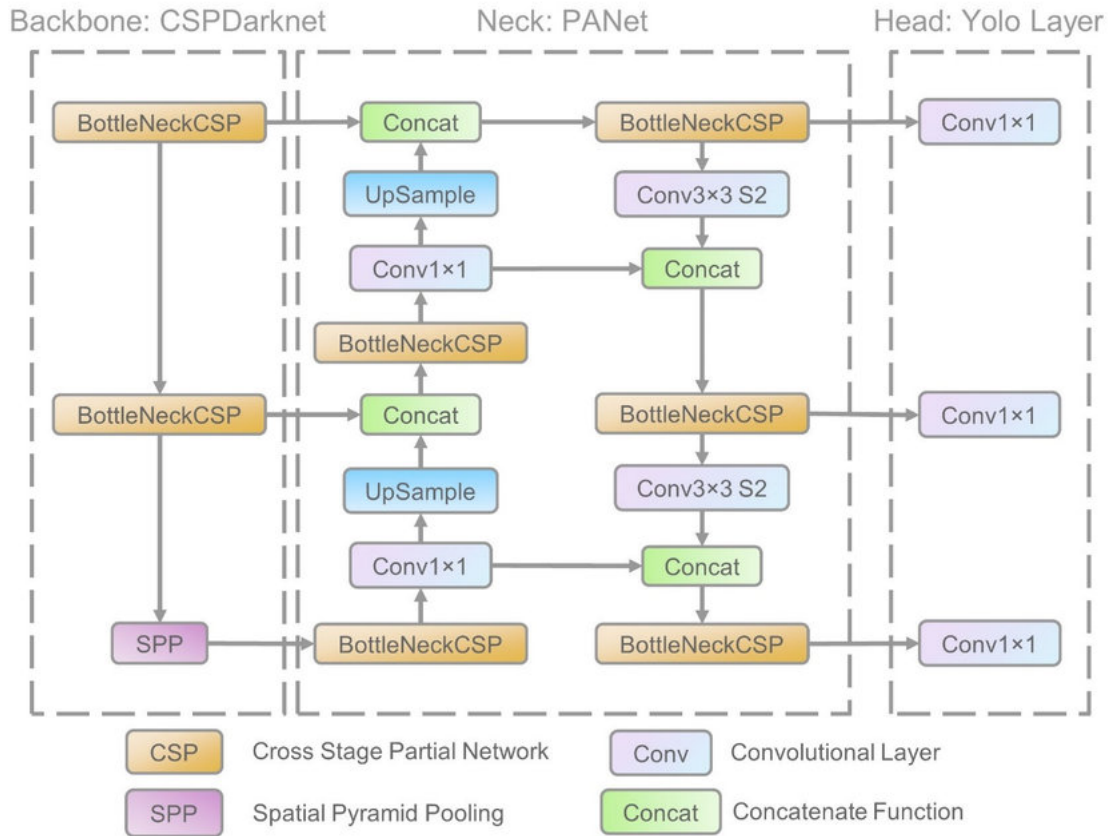 Backbone: CSPDarknet Neck: PANet Head: Yolo Layer
BottleNeckCSP Concat BottleNeckCSP Conv1×1
UpSample Conv3×3 S2
Conv1×1 Concat
BottleNeckCSP
BottleNeckCSP Concat BottleNeckCSP Conv1×1
UpSample Conv3×3 S2
Conv1×1 Concat
SPP BottleNeckCSP BottleNeckCSP Conv1×1
CSP Cross Stage Partial Network Conv Convolutional Layer
SPP Spatial Pyramid Pooling Concat Concatenate Function